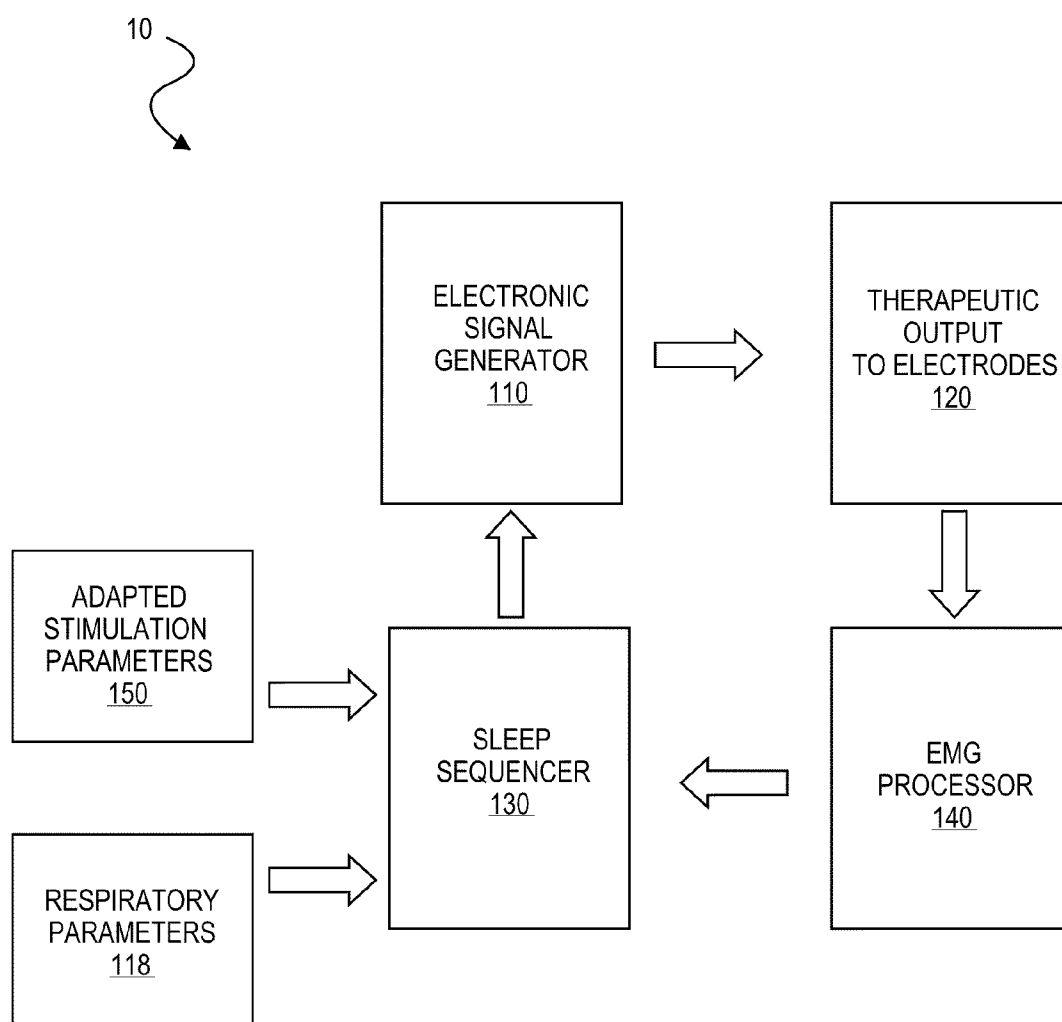 10
ELECTRONIC
SIGNAL
GENERATOR
110
THERAPEUTIC
OUTPUT
TO ELECTRODES
120
ADAPTED
STIMULATION
PARAMETERS
150
SLEEP
SEQUENCER
130
EMG
PROCESSOR
140
RESPIRATORY
PARAMETERS
118